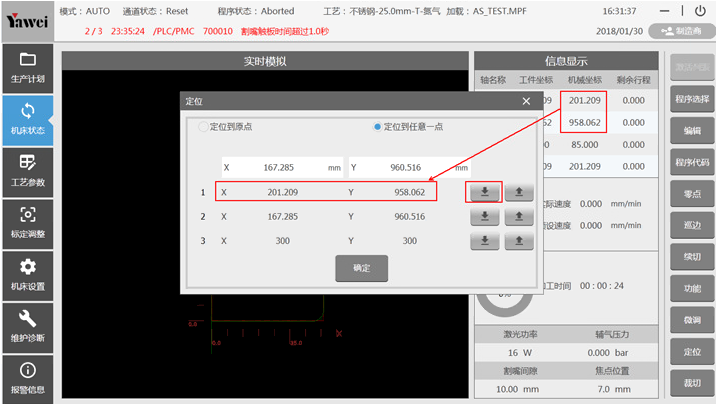 Yawei
模式：AUTO 通道状态：Reset 程序状态：Aborted 工艺：不锈钢-25.0mm-T-氮气 加载：AS_TEST.MPF 16:31:37
2 / 3 23:35:24 /PLC/PMC 700010 割嘴触板时间超过1.0秒 2018/01/30 制造商
生产计划
机床状态
工艺参数
标定调整
机床设置
维护诊断
报警信息
实时模拟
定位
定位到原点 定位到任意一点
X 167.285 mm Y 960.516 mm
1 X 201.209 Y 958.062
2 X 167.285 Y 960.516
3 X 300 Y 300
确定
0.0
0.0 95.0 X
信息显示
轴名称 工件坐标 机械坐标 剩余行程
09 201.209 0.000
62 958.062 0.000
00 85.000 0.000
09 201.209 0.000
际速度 0.000 mm/min
设速度 0.000 mm/min
0%
加工时间 00 : 00 : 24
激光功率 辅气压力
16 W 0.000 bar
割嘴间隙 焦点位置
10.00 mm 7.0 mm
程序选择
编辑
程序代码
零点
巡边
续切
功能
微调
定位
裁切